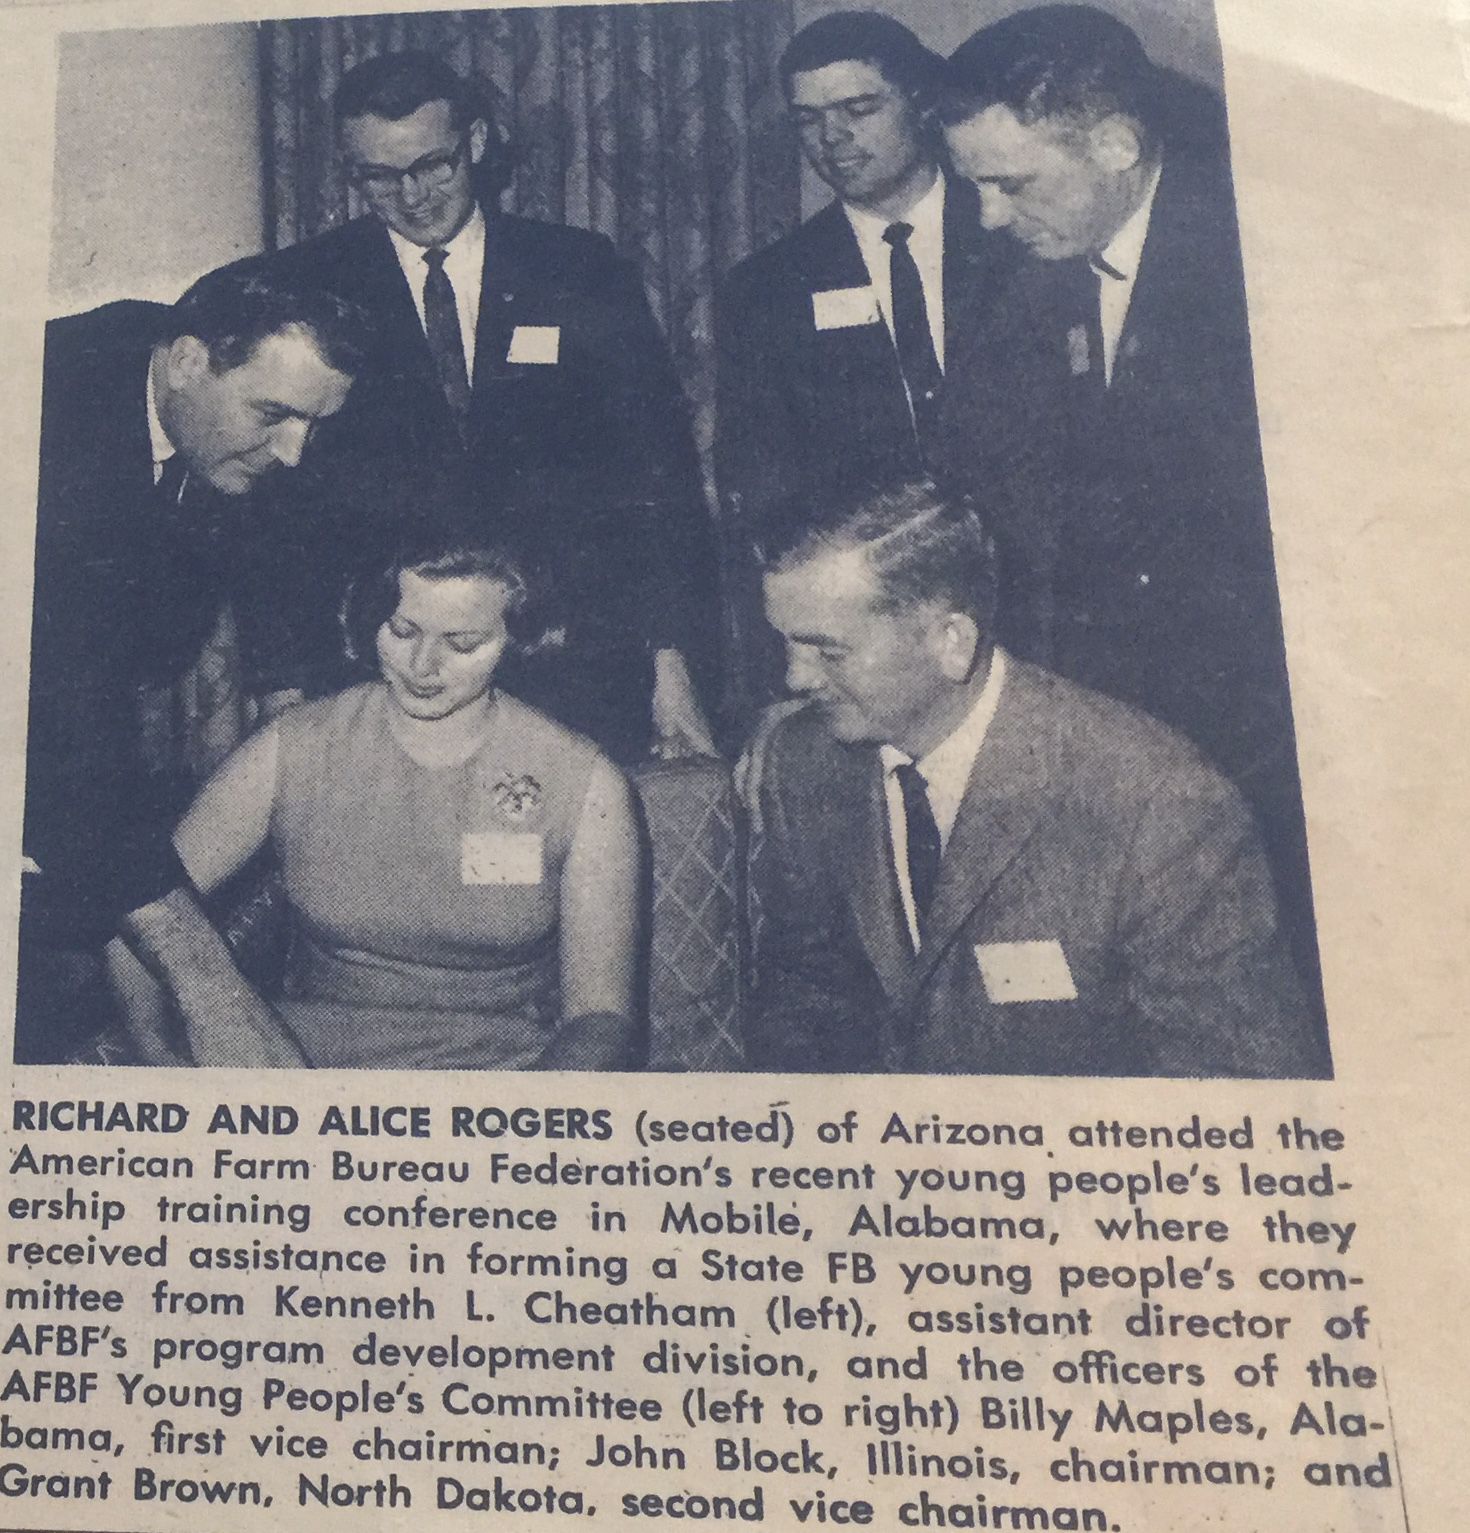 RICHARD AND ALICE ROGERS (seated) of Arizona attended the
American Farm Bureau Federation's recent young people's lead-
ership training conference in Mobile, Alabama, where they
received assistance in forming a State FB young people's com-
mittee from Kenneth L. Cheatham (left), assistant director of
AFBF's program development division, and the officers of the
AFBF Young People's Committee (left to right) Billy Maples, Ala-
bama, first vice chairman; John Block, Illinois, chairman; and
Grant Brown, North Dakota, second vice chairman.